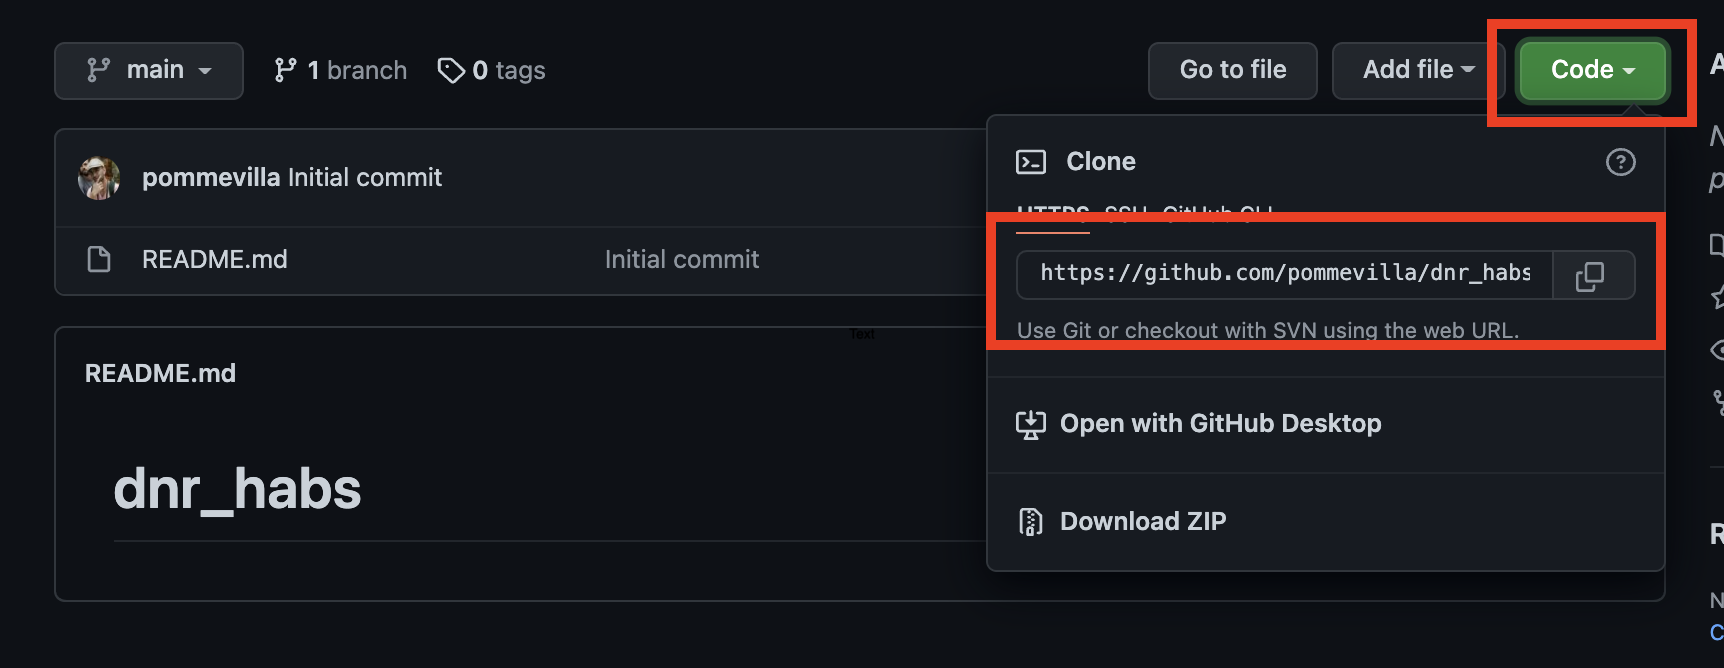 main 1 branch 0 tags Go to file Add file Code
pommevilla Initial commit
README.md Initial commit
README.md
dnr_habs
Clone
HTTPS SSH GitHub CLI
https://github.com/pommevilla/dnr_habs
Use Git or checkout with SVN using the web URL.
Open with GitHub Desktop
Download ZIP
Text